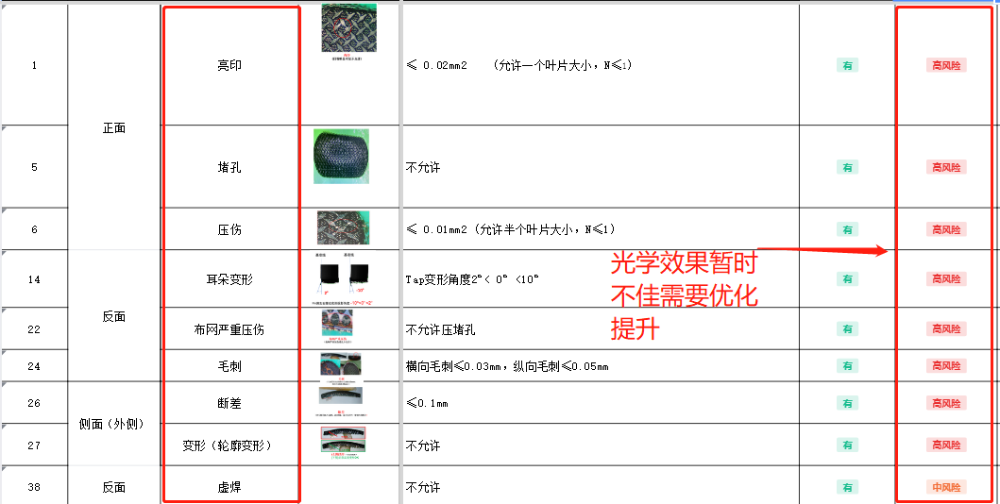 1 正面 亮印 ≤ 0.02mm2 （允许一个叶片大小，N≤1） 有 高风险
5 堵孔 不允许 有 高风险
6 压伤 ≤ 0.01mm2（允许半个叶片大小，N≤1） 有 高风险
14 反面 耳朵变形 Tap变形角度2°< 0° <10° 有 高风险
22 布网严重压伤 不允许压堵孔 有 高风险
24 毛刺 横向毛刺≤0.03mm，纵向毛刺≤0.05mm 有 高风险
26 侧面（外侧） 断差 ≤0.1mm 有 高风险
27 变形（轮廓变形） 不允许 有 高风险
38 反面 虚焊 不允许 有 中风险
光学效果暂时
不佳需要优化
提升